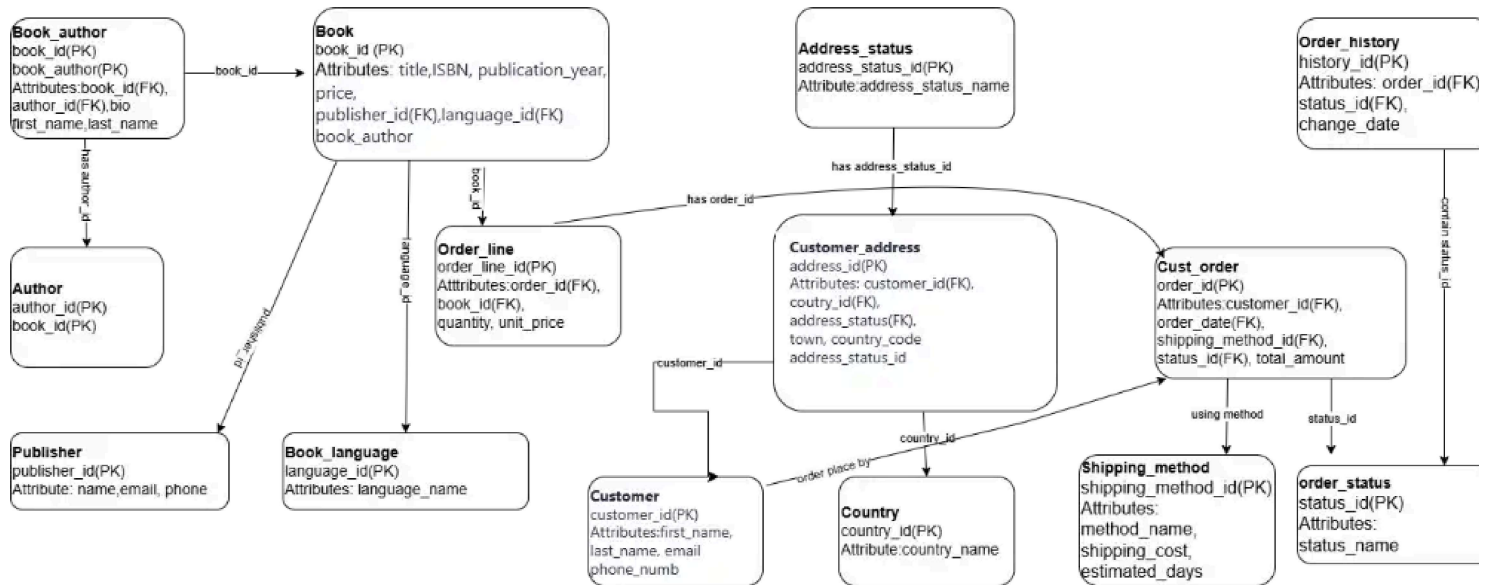 Book_author
book_id(PK)
book_author(PK)
Attributes:book_id(FK),
author_id(FK),bio
first_name,last_name
book_id
Book
book_id (PK)
Attributes: title,ISBN, publication_year,
price,
publisher_id(FK),language_id(FK)
book_author
Address_status
address_status_id(PK)
Attribute:address_status_name
Order_history
history_id(PK)
Attributes: order_id(FK)
status_id(FK),
change_date
has author_id
publisher_id
language_id
book_id
has order_id
has address_status_id
contain status_id
Author
author_id(PK)
book_id(PK)
Order_line
order_line_id(PK)
Atttributes:order_id(FK),
book_id(FK),
quantity, unit_price
Customer_address
address_id(PK)
Attributes: customer_id(FK),
coutry_id(FK),
address_status(FK),
town, country_code
address_status_id
Cust_order
order_id(PK)
Attributes:customer_id(FK),
order_date(FK),
shipping_method_id(FK),
status_id(FK), total_amount
customer_id
order place by
country_id
using method
status_id
Publisher
publisher_id(PK)
Attribute: name,email, phone
Book_language
language_id(PK)
Attributes: language_name
Customer
customer_id(PK)
Attributes:first_name,
last_name, email
phone_numb
Country
country_id(PK)
Attribute:country_name
Shipping_method
shipping_method_id(PK)
Attributes:
method_name,
shipping_cost,
estimated_days
order_status
status_id(PK)
Attributes:
status_name